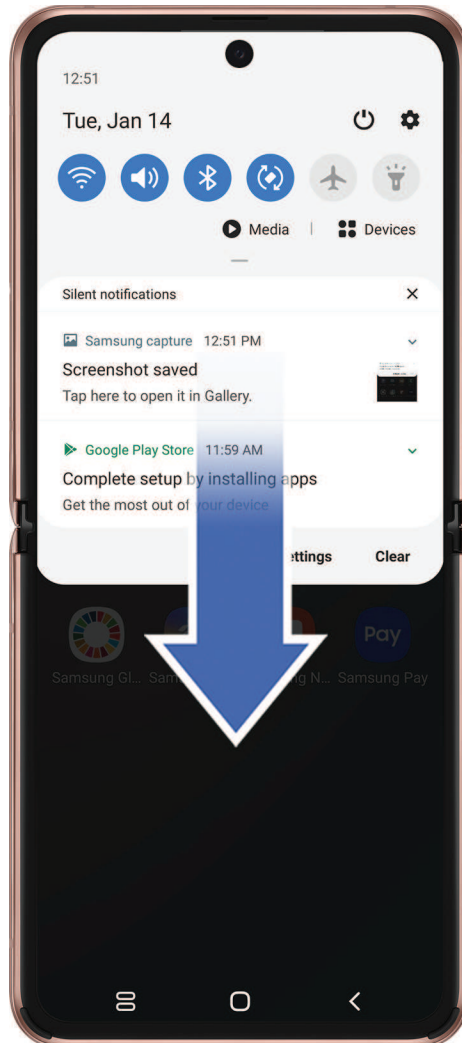 12:51
Tue, Jan 14
Media | Devices
Silent notifications
Samsung capture 12:51 PM
Screenshot saved
Tap here to open it in Gallery.
Google Play Store 11:59 AM
Complete setup by installing apps
Get the most out of your device
ettings Clear
Pay
Samsung Gl... Sam g N... Samsung Pay